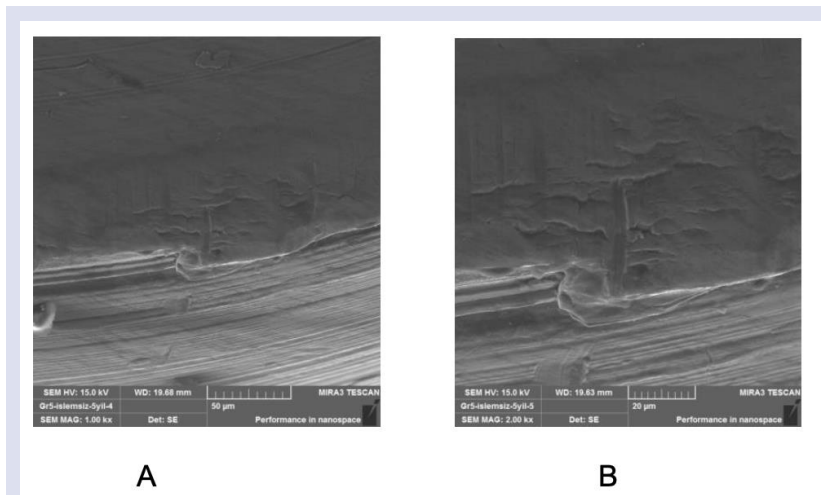 SEM HV: 15.0 kV WD: 19.68 mm MIRA3 TESCAN
Gr5-islemsiz-5yil-4 50 µm
SEM MAG: 1.00 kx Det: SE Performance in nanospace
SEM HV: 15.0 kV WD: 19.63 mm MIRA3 TESCAN
Gr5-islemsiz-5yil-5 20 µm
SEM MAG: 2.00 kx Det: SE Performance in nanospace
A B